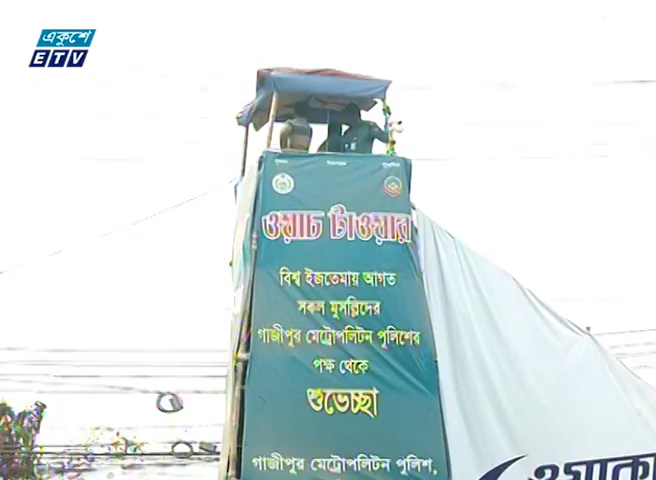 একুশে
ETV
ওয়াচ টাওয়ার
বিশ্ব ইজতেমায় আগত
সকল মুসল্লিদের
গাজীপুর মেট্রোপলিটন পুলিশের
পক্ষ থেকে
শুভেচ্ছা
গাজীপুর মেট্রোপলিটন পুলিশ,